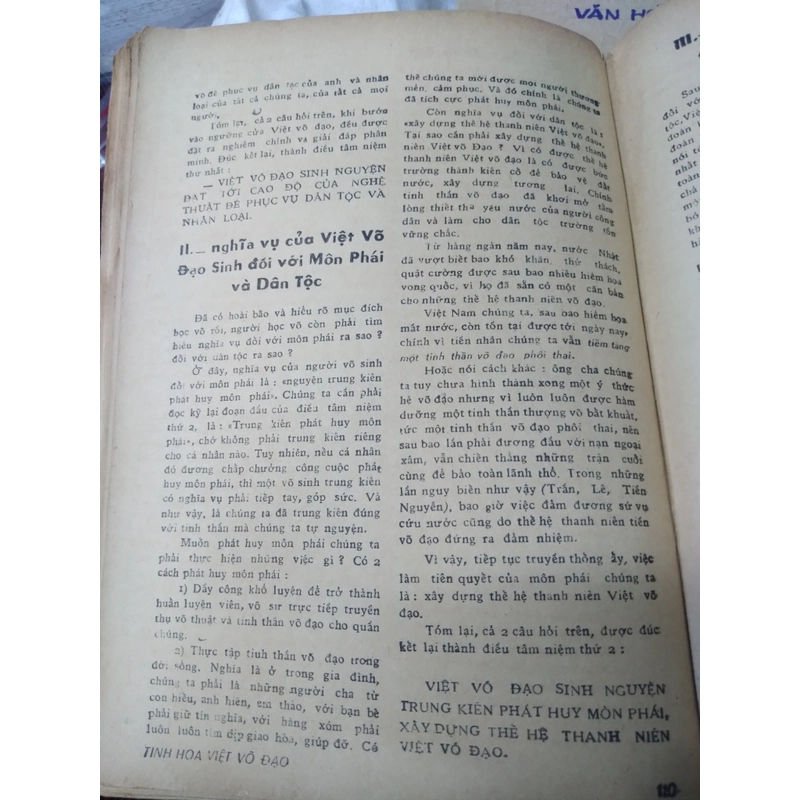 VĂN H
vo để phục vụ dân tộc của anh và nhân
loại của tất cả chúng ta, của rất cả mọi
người.
Tóm lại, cả 2 câu hỏi trên, khi bước
vào ngưỡng cửa Việt võ đạo, đều được
đặt ra nghiêm chỉnh va giải đáp phân
minh. Đúc kết lại, thành điều tâm niệm
thứ nhất :
— VIỆT VÕ ĐẠO SINH NGUYỆN
ĐẠT TỚI CAO ĐỘ CỦA NGHỆ
THUẬT ĐỂ PHỤC VỤ DÂN TỘC VÀ
NHÂN LOẠI.
II._ nghĩa vụ của Việt Võ
Đạo Sinh đối với Môn Phái
và Dân Tộc
Đã có hoài bão và hiểu rõ mục đích
học võ rồi, người học võ còn phải tìm
hiểu nghĩa vụ đối với môn phái ra sao ?
đối với dân tộc ra sao ?
Ở đây, nghĩa vụ của người võ sinh
đối với môn phái là : «nguyện trung kiên
phát huy môn phái». Chúng ta cần phải
đọc kỹ lại đoạn đầu của điều tâm niệm
thứ 2, là : «Trung kiên phát huy môn
phái», chớ không phải trung kiên riêng
cho cá nhân nào. Tuy nhiên, nếu cá nhân
đó đương chấp chưởng công cuộc phát
huy môn phái, thì một võ sinh trung kiên
có nghĩa vụ phải tiếp tay, góp sức. Và
như vậy, là chúng ta đã trung kiên đúng
với tinh thần mà chúng ta tự nguyện.
Muốn phát huy môn phái chúng ta
phải thực hiện những việc gì ? Có 2
cách phát huy môn phái :
1) Dầy công khổ luyện để trở thành
huấn luyện viên, võ sư trực tiếp truyền
thụ võ thuật và tinh thần võ đạo cho quần
chúng.
2) Thực tập tinh thần võ đạo trong
đời sống. Nghĩa là ở trong gia đình,
chúng ta phải là những người cha từ
con hiếu, anh hiền, em thảo, với bạn bè
phải giữ tín nghĩa, với hàng xóm phải
luôn luôn tìm dịp giao hòa, giúp đỡ. Có
TINH HOA VIỆT VÕ ĐẠO
thế chúng ta mới được mọi người thương
mến, cảm phục. Và đó chính là chúng ta
đã tích cực phát huy môn phái.
Còn nghĩa vụ đối với dân tộc là :
«xây dựng thế hệ thanh niên Việt võ đạo».
Tại sao cần phải xây dựng thế hệ thanh
niên Việt võ Đạo ? Vì có được thế hệ
thanh niên Việt võ đạo là có được bức
trường thành kiên cố để bảo vệ đất
nước, xây dựng tương lai. Chính
tinh thần võ đạo đã khơi mở tấm
lòng thiết tha yêu nước của người công
dân và làm cho dân tộc trường tồn
vững chắc.
Từ hàng ngàn năm nay, nước Nhật
đã vượt biết bao khó khăn, thử thách,
quật cường được sau bao nhiêu hiểm họa
vong quốc, vì họ đã sẵn có một căn bản
cho những thế hệ thanh niên võ đạo.
Việt Nam chúng ta, sau bao hiểm họa
mất nước, còn tồn tại được tới ngày nay,
chính vì tiền nhân chúng ta vẫn tiềm tàng
một tinh thần võ đạo phôi thai.
Hoặc nói cách khác : ông cha chúng
ta tuy chưa hình thành xong một ý thức
hệ võ đạo nhưng vì luôn luôn được hàm
dưỡng một tinh thần thượng võ bất khuất,
tức một tinh thần võ đạo phôi thai, nên
sau bao lần phải đương đầu với nạn ngoại
xâm, vẫn chiến thắng những trận cuối
cùng để bảo toàn lãnh thổ. Trong những
lần nguy biến như vậy (Trần, Lê, Tiền
Nguyễn), bao giờ việc đảm đương sứ vụ
cứu nước cũng do thế hệ thanh niên tiền
võ đạo đứng ra đảm nhiệm.
Vì vậy, tiếp tục truyền thống ấy, việc
làm tiên quyết của môn phái chúng ta
là : xây dựng thế hệ thanh niên Việt võ
đạo.
Tóm lại, cả 2 câu hỏi trên, được đúc
kết lại thành điều tâm niệm thứ 2 :
VIỆT VÕ ĐẠO SINH NGUYỆN
TRUNG KIÊN PHÁT HUY MÔN PHÁI,
XÂY DỰNG THẾ HỆ THANH NIÊN
VIỆT VÕ ĐẠO.
110
III.
Sau
đối với
tộc, Việt
đoàn